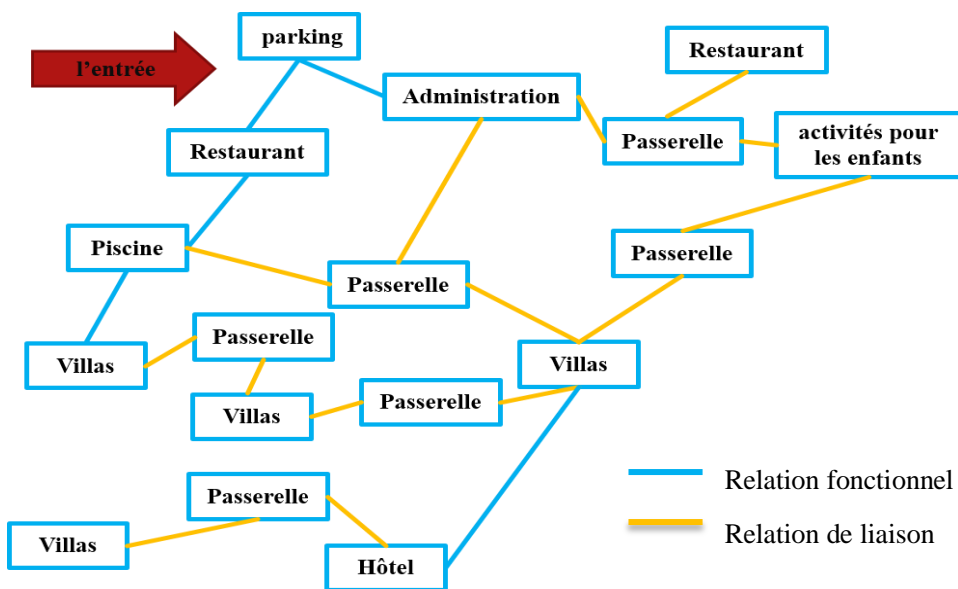 parking
l'entrée
Restaurant
Administration
Restaurant
Passerelle
activités pour
les enfants
Piscine
Passerelle
Passerelle
Villas
Passerelle
Villas
Villas
Passerelle
Passerelle
Villas
Hôtel
Relation fonctionnel
Relation de liaison